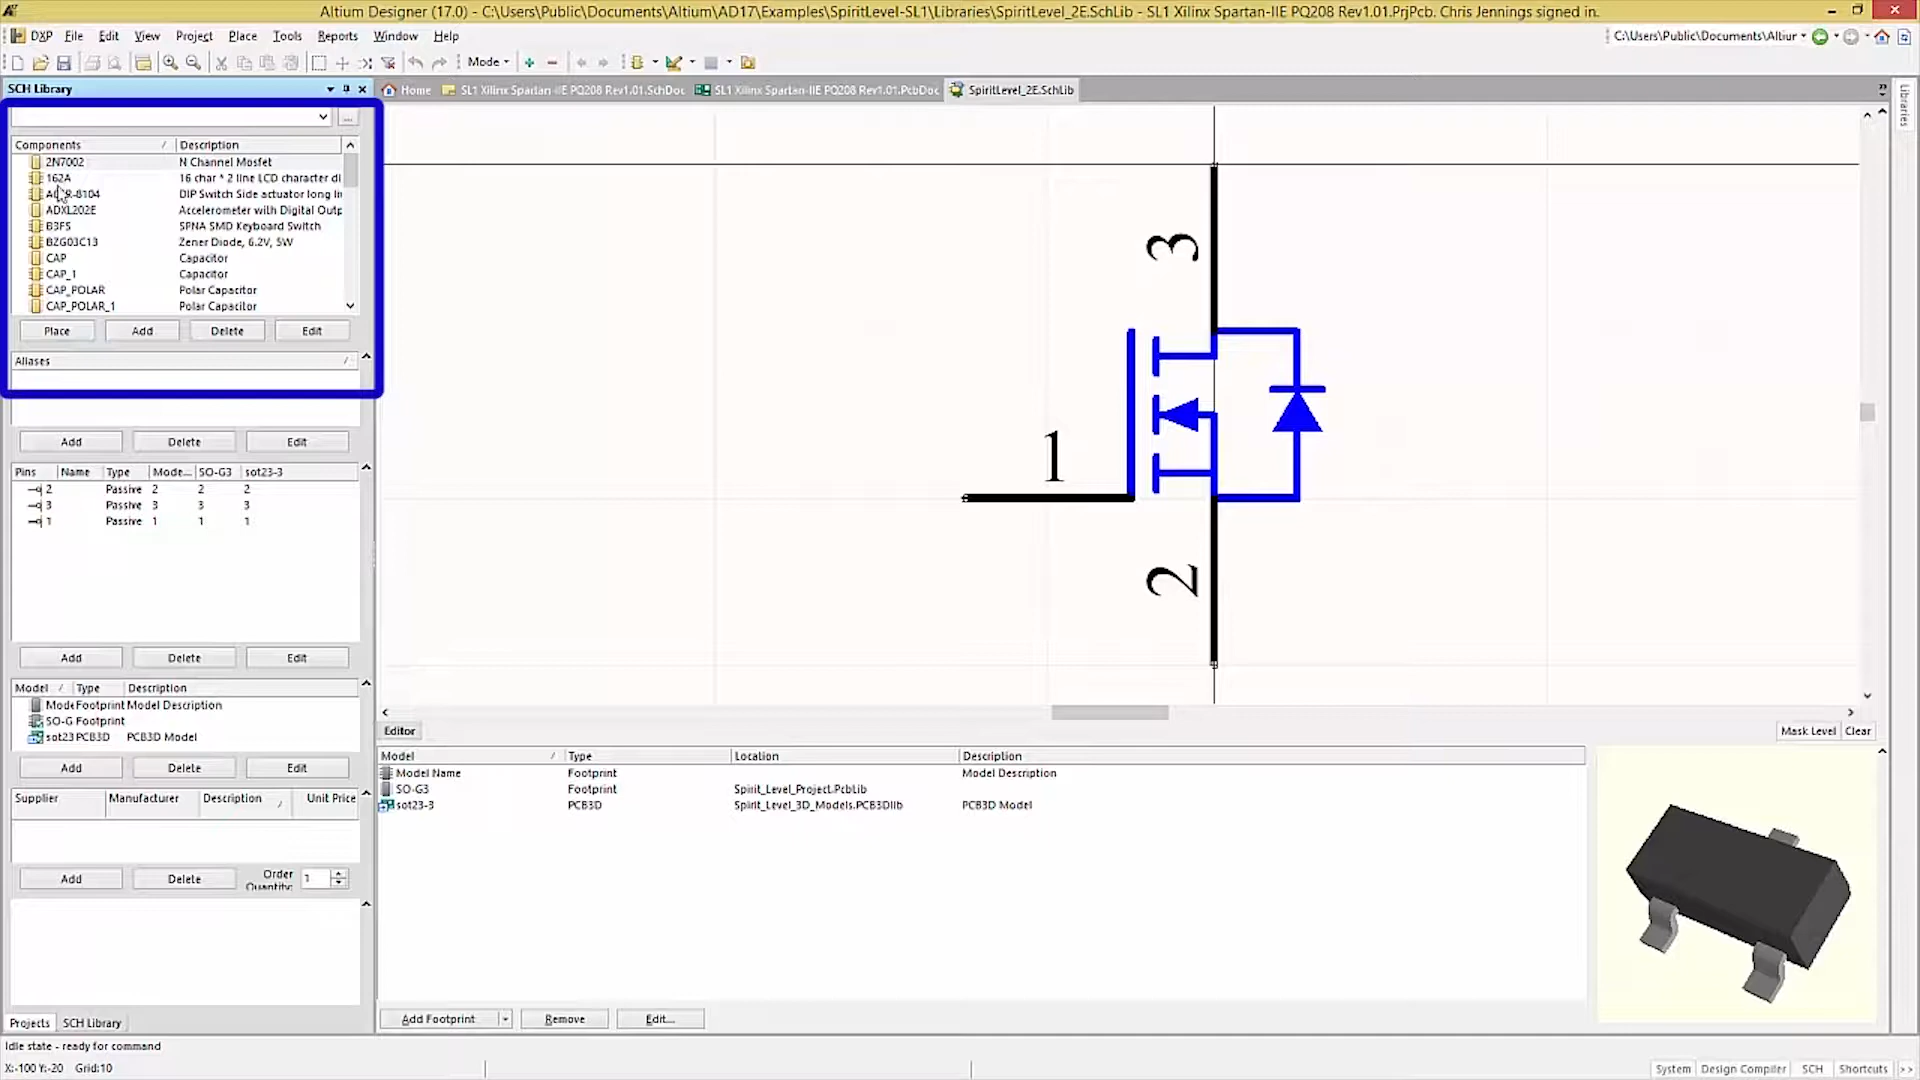 Altium Designer (17.0) - C:\Users\Public\Documents\Altium\AD17\Examples\SpiritLevel-SL1\Libraries\SpiritLevel_2E.SchLib - SL1 Xilinx Spartan-IIE PQ208 Rev1.01.PrjPcb. Chris Jennings signed in.
DXP File Edit View Project Place Tools Reports Window Help
C:\Users\Public\Documents\Altiur
Mode
SCH Library
Home SL1 Xilinx Spartan-IIE PQ208 Rev1.01.SchDoc SL1 Xilinx Spartan-IIE PQ208 Rev1.01.PcbDoc SpiritLevel_2E.SchLib
Libraries
...
Components / Description
2N7002 N Channel Mosfet
162A 16 char * 2 line LCD character di
DIP Switch Side actuator long li
ADXL202E Accelerometer with Digital Outp
B3FS SPNA SMD Keyboard Switch
BZG03C13 Zener Diode, 6.2V, 5W
CAP Capacitor
CAP_1 Capacitor
CAP_POLAR Polar Capacitor
CAP_POLAR_1 Polar Capacitor
Place Add Delete Edit
Aliases /
Add Delete Edit
Pins Name Type Mode... SO-G3 sot23-3
2 Passive 2 2 2
3 Passive 3 3 3
1 Passive 1 1 1
Add Delete Edit
Model / Type Description
Mode Footprint Model Description
SO-G Footprint
sot23 PCB3D PCB3D Model
Add Delete Edit
Supplier Manufacturer Description / Unit Price
Add Delete Order Quantity: 1
Projects SCH Library
3
1
2
Editor Mask Level Clear
Model / Type Location Description
Model Name Footprint Model Description
SO-G3 Footprint Spirit_Level_Project.PcbLib
sot23-3 PCB3D Spirit_Level_3D_Models.PCB3Dlib PCB3D Model
Add Footprint Remove Edit...
Idle state - ready for command
X:-100 Y:-20 Grid:10
System Design Compiler SCH Shortcuts >>